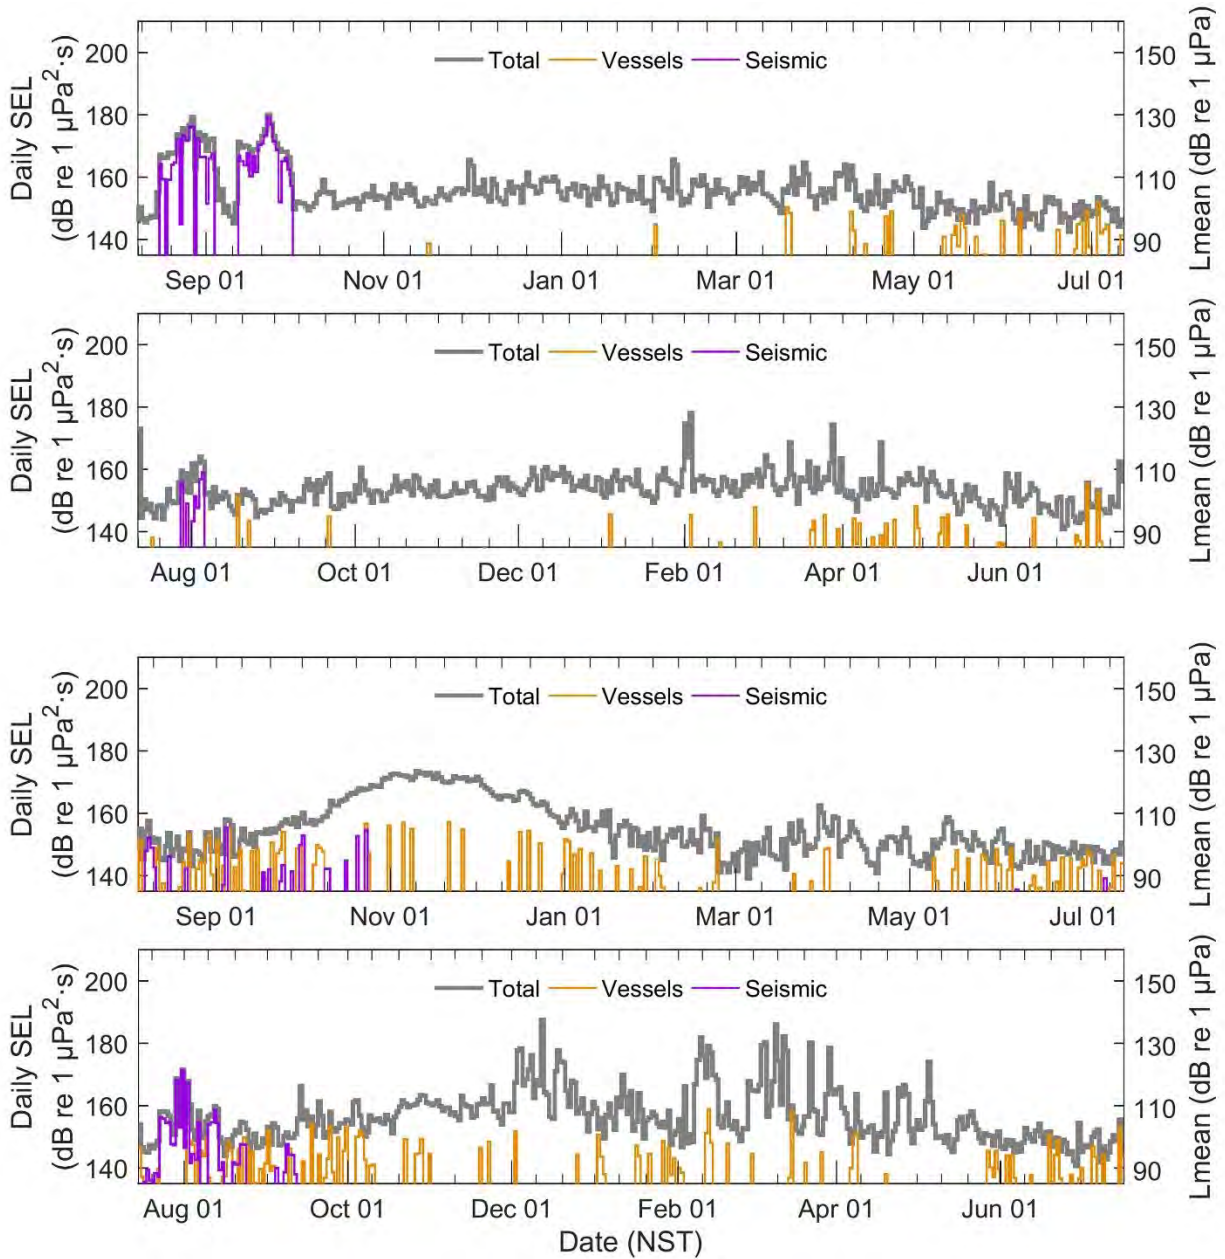 Total Vessels Seismic
Daily SEL
(dB re 1 µPa²·s)
200
180
160
140
150
130
110
90
Lmean (dB re 1 µPa)
Sep 01 Nov 01 Jan 01 Mar 01 May 01 Jul 01
Total Vessels Seismic
Daily SEL
(dB re 1 µPa²·s)
200
180
160
140
150
130
110
90
Lmean (dB re 1 µPa)
Aug 01 Oct 01 Dec 01 Feb 01 Apr 01 Jun 01
Total Vessels Seismic
Daily SEL
(dB re 1 µPa²·s)
200
180
160
140
150
130
110
90
Lmean (dB re 1 µPa)
Sep 01 Nov 01 Jan 01 Mar 01 May 01 Jul 01
Total Vessels Seismic
Daily SEL
(dB re 1 µPa²·s)
200
180
160
140
150
130
110
90
Lmean (dB re 1 µPa)
Aug 01 Oct 01 Dec 01 Feb 01 Apr 01 Jun 01
Date (NST)